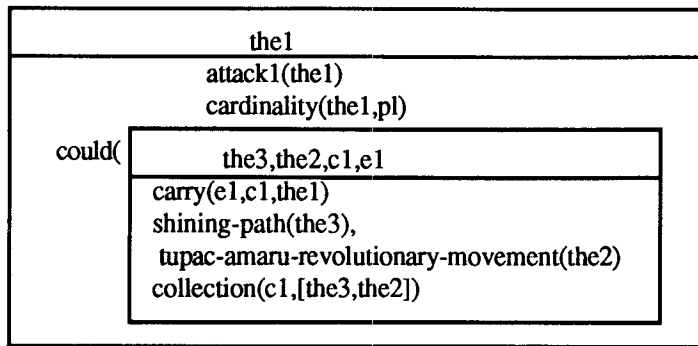 the1
attack1(the1)
cardinality(the1,pl)
could(
the3,the2,c1,e1
carry(e1,c1,the1)
shining-path(the3),
tupac-amaru-revolutionary-movement(the2)
collection(c1,[the3,the2])